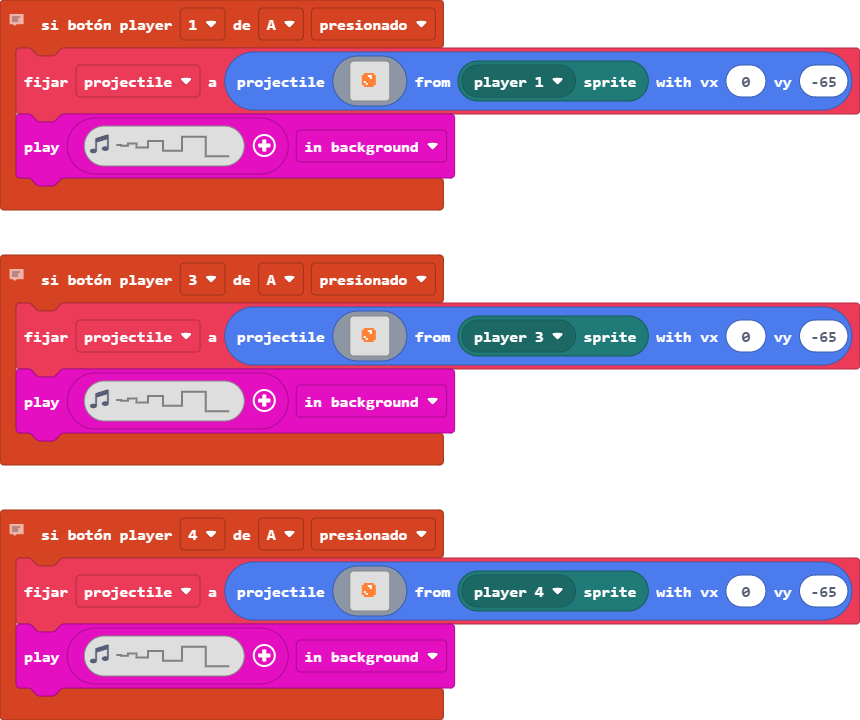 si botón player 1 de A presionado
fijar projectile a projectile from player 1 sprite with vx 0 vy -65
play in background
si botón player 3 de A presionado
fijar projectile a projectile from player 3 sprite with vx 0 vy -65
play in background
si botón player 4 de A presionado
fijar projectile a projectile from player 4 sprite with vx 0 vy -65
play in background